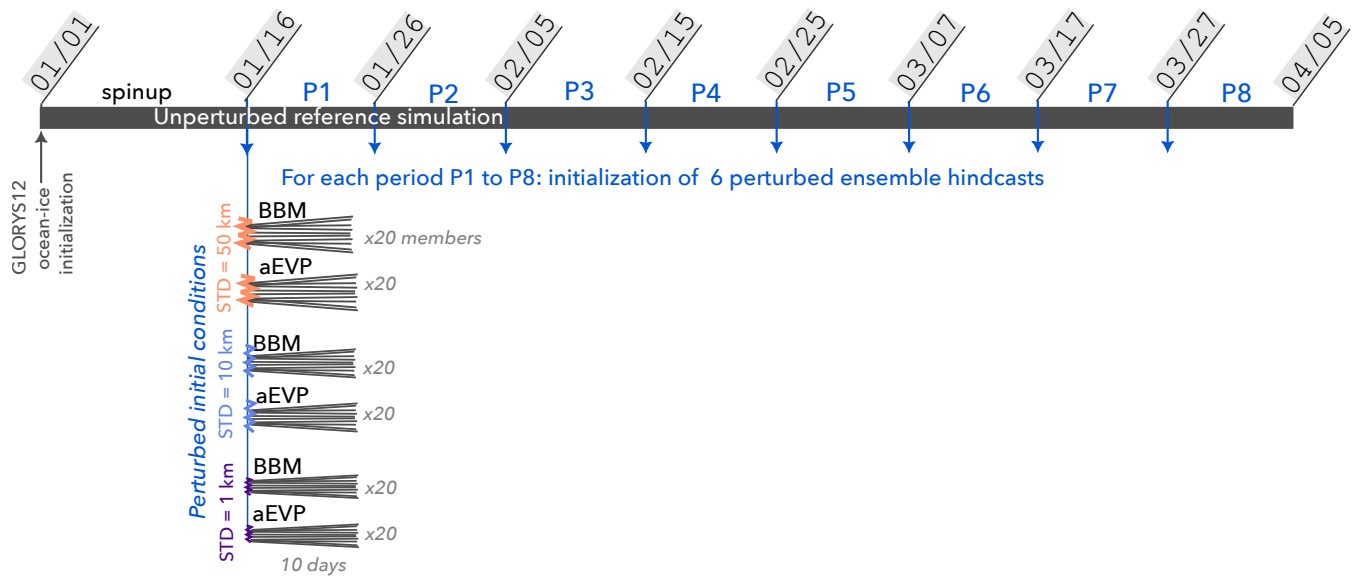 01/01
01/16
01/26
02/05
02/15
02/25
03/07
03/17
03/27
04/05
spinup
P1
P2
P3
P4
P5
P6
P7
P8
Unperturbed reference simulation
GLORYS12
ocean-ice
initialization
For each period P1 to P8: initialization of 6 perturbed ensemble hindcasts
Perturbed initial conditions
STD = 50 km
BBM
x20 members
aEVP
x20
STD = 10 km
BBM
x20
aEVP
x20
STD = 1 km
BBM
x20
aEVP
x20
10 days